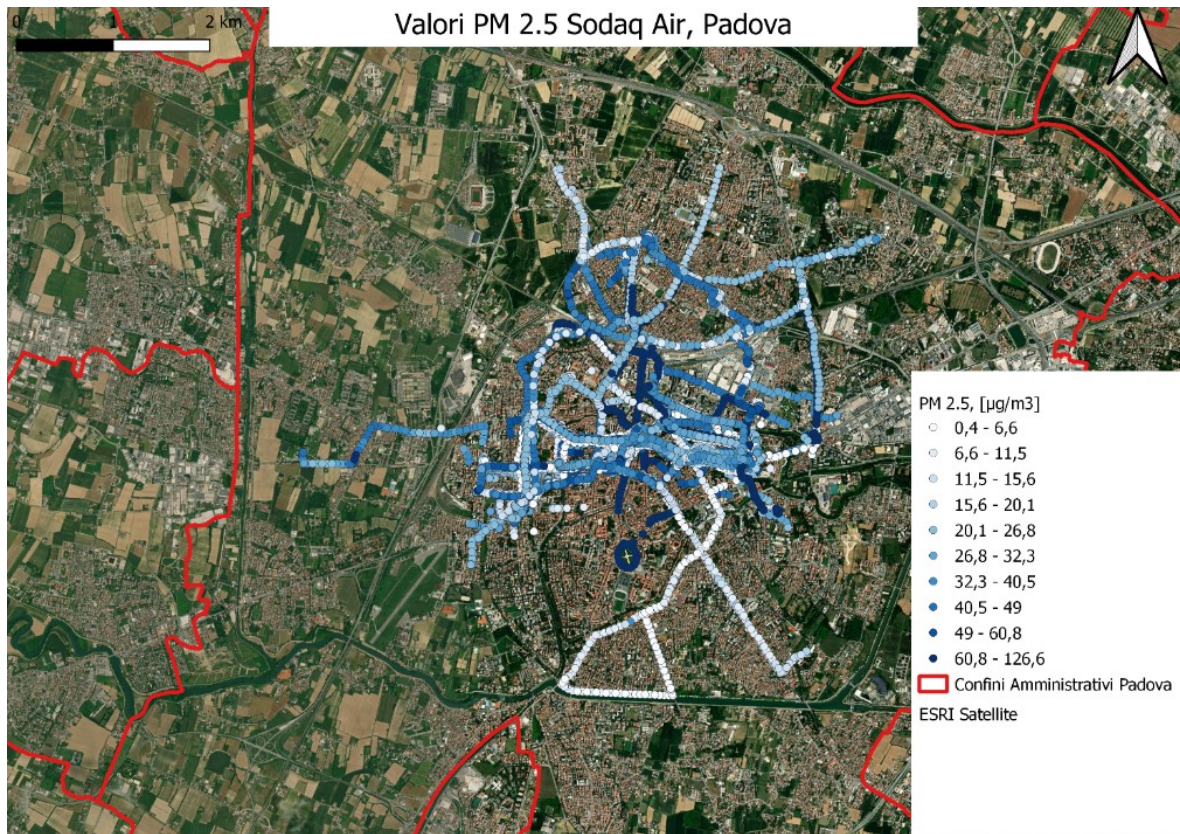 Valori PM 2.5 Sodaq Air, Padova
0 1 2 km
PM 2.5, [µg/m3]
0,4 - 6,6
6,6 - 11,5
11,5 - 15,6
15,6 - 20,1
20,1 - 26,8
26,8 - 32,3
32,3 - 40,5
40,5 - 49
49 - 60,8
60,8 - 126,6
Confini Amministrativi Padova
ESRI Satellite